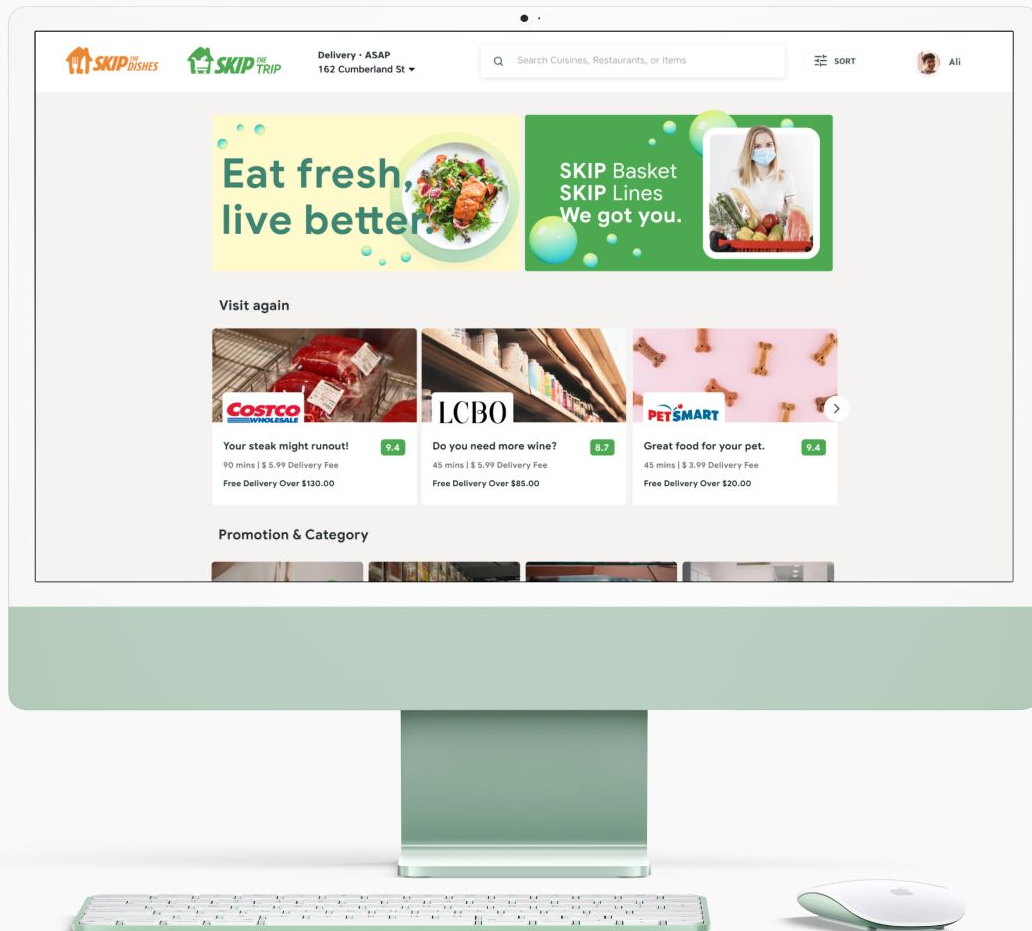 SKIP THE DISHES
SKIP THE TRIP
Delivery · ASAP
162 Cumberland St
Search Cuisines, Restaurants, or Items
SORT
Ali
Eat fresh,
live better.
SKIP Basket
SKIP Lines
We got you.
Visit again
COSTCO
WHOLESALE
LCBO
PETSMART
Your steak might runout!
9.4
90 mins | $ 5.99 Delivery Fee
Free Delivery Over $130.00
Do you need more wine?
8.7
45 mins | $ 5.99 Delivery Fee
Free Delivery Over $85.00
Great food for your pet.
9.4
45 mins | $ 3.99 Delivery Fee
Free Delivery Over $20.00
Promotion & Category